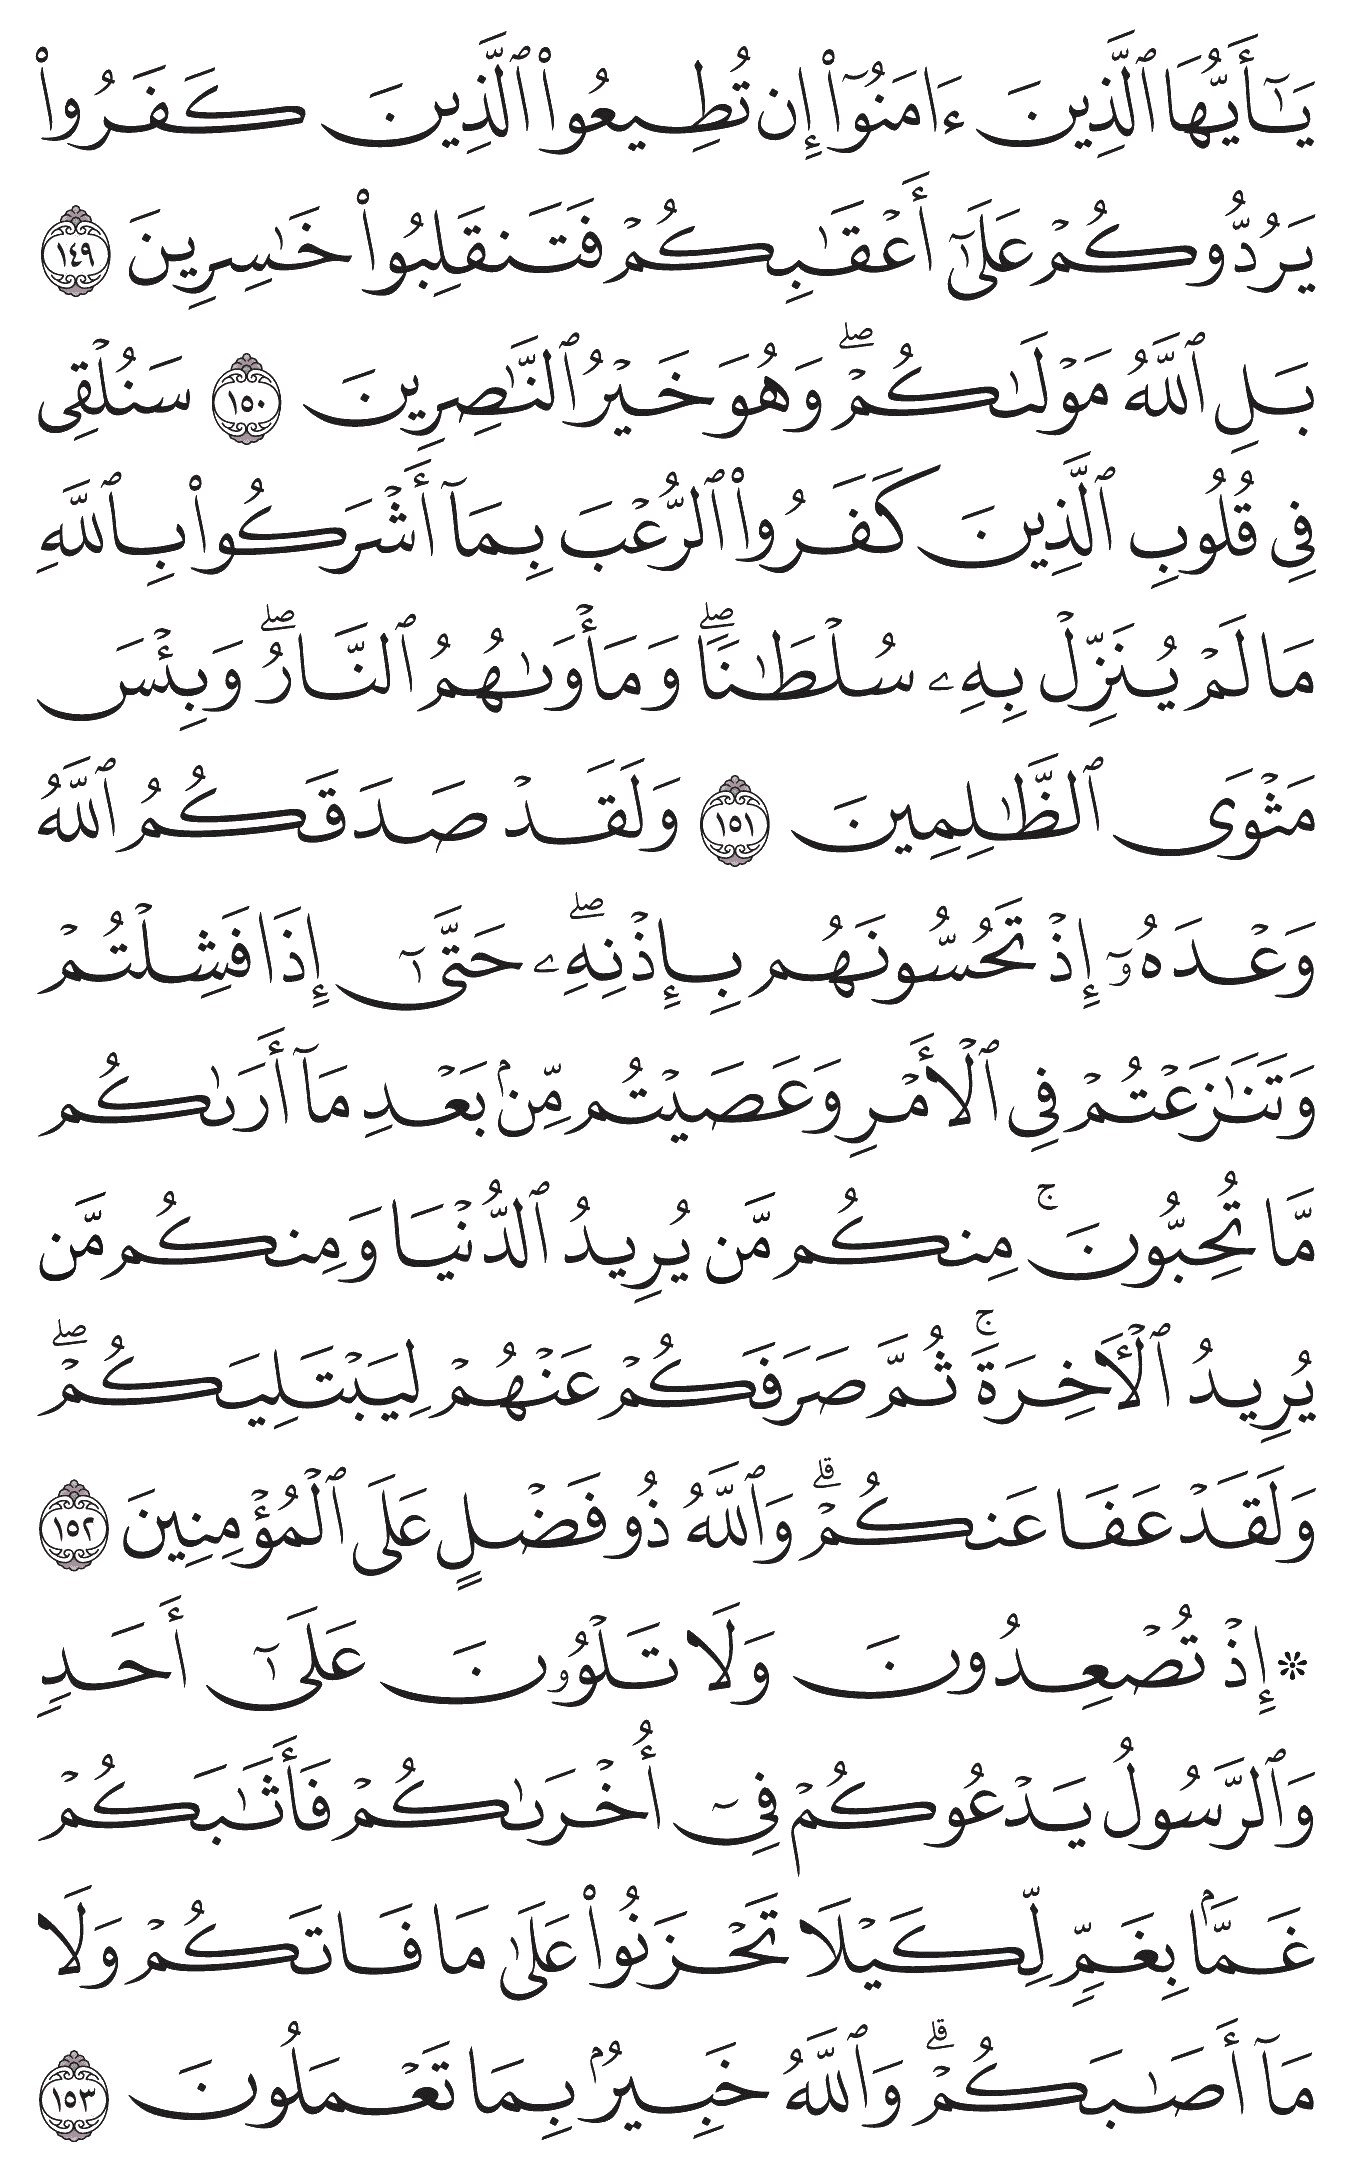 يَٰٓأَيُّهَا ٱلَّذِينَ ءَامَنُوٓا۟ إِن تُطِيعُوا۟ ٱلَّذِينَ كَفَرُوا۟
يَرُدُّوكُمْ عَلَىٰٓ أَعْقَٰبِكُمْ فَتَنقَلِبُوا۟ خَٰسِرِينَ ١٤٩
بَلِ ٱللَّهُ مَوْلَىٰكُمْ ۖ وَهُوَ خَيْرُ ٱلنَّٰصِرِينَ ١٥٠ سَنُلْقِى
فِى قُلُوبِ ٱلَّذِينَ كَفَرُوا۟ ٱلرُّعْبَ بِمَآ أَشْرَكُوا۟ بِٱللَّهِ
مَا لَمْ يُنَزِّلْ بِهِۦ سُلْطَٰنًا ۖ وَمَأْوَىٰهُمُ ٱلنَّارُ ۖ وَبِئْسَ
مَثْوَى ٱلظَّٰلِمِينَ ١٥١ وَلَقَدْ صَدَقَكُمُ ٱللَّهُ
وَعْدَهُۥٓ إِذْ تَحُسُّونَهُم بِإِذْنِهِۦ ۖ حَتَّىٰٓ إِذَا فَشِلْتُمْ
وَتَنَٰزَعْتُمْ فِى ٱلْأَمْرِ وَعَصَيْتُم مِّنۢ بَعْدِ مَآ أَرَىٰكُم
مَّا تُحِبُّونَ ۚ مِنكُم مَّن يُرِيدُ ٱلدُّنْيَا وَمِنكُم مَّن
يُرِيدُ ٱلْـَٔاخِرَةَ ۚ ثُمَّ صَرَفَكُمْ عَنْهُمْ لِيَبْتَلِيَكُمْ ۖ
وَلَقَدْ عَفَا عَنكُمْ ۗ وَٱللَّهُ ذُو فَضْلٍ عَلَى ٱلْمُؤْمِنِينَ ١٥٢
* إِذْ تُصْعِدُونَ وَلَا تَلْوُۥنَ عَلَىٰٓ أَحَدٍ
وَٱلرَّسُولُ يَدْعُوكُمْ فِىٓ أُخْرَىٰكُمْ فَأَثَٰبَكُمْ
غَمًّۢا بِغَمٍّ لِّكَيْلَا تَحْزَنُوا۟ عَلَىٰ مَا فَاتَكُمْ وَلَا
مَآ أَصَٰبَكُمْ ۗ وَٱللَّهُ خَبِيرٌۢ بِمَا تَعْمَلُونَ ١٥٣